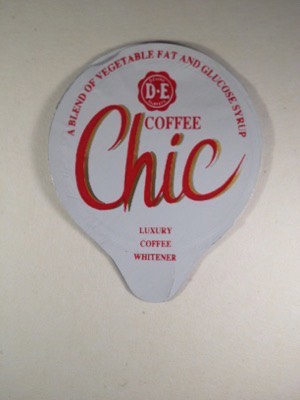 A BLEND OF VEGETABLE FAT AND GLUCOSE SYRUP
D·E
COFFEE
Chic
LUXURY
COFFEE
WHITENER